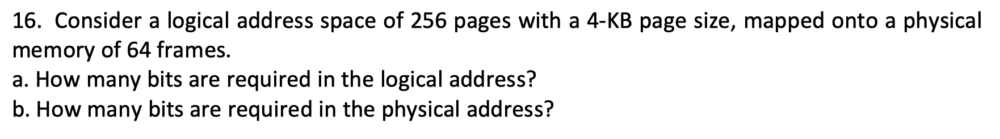 16. Consider a logical address space of 256 pages with a 4-KB page size, mapped onto a physical
memory of 64 frames.
a. How many bits are required in the logical address?
b. How many bits are required in the physical address?